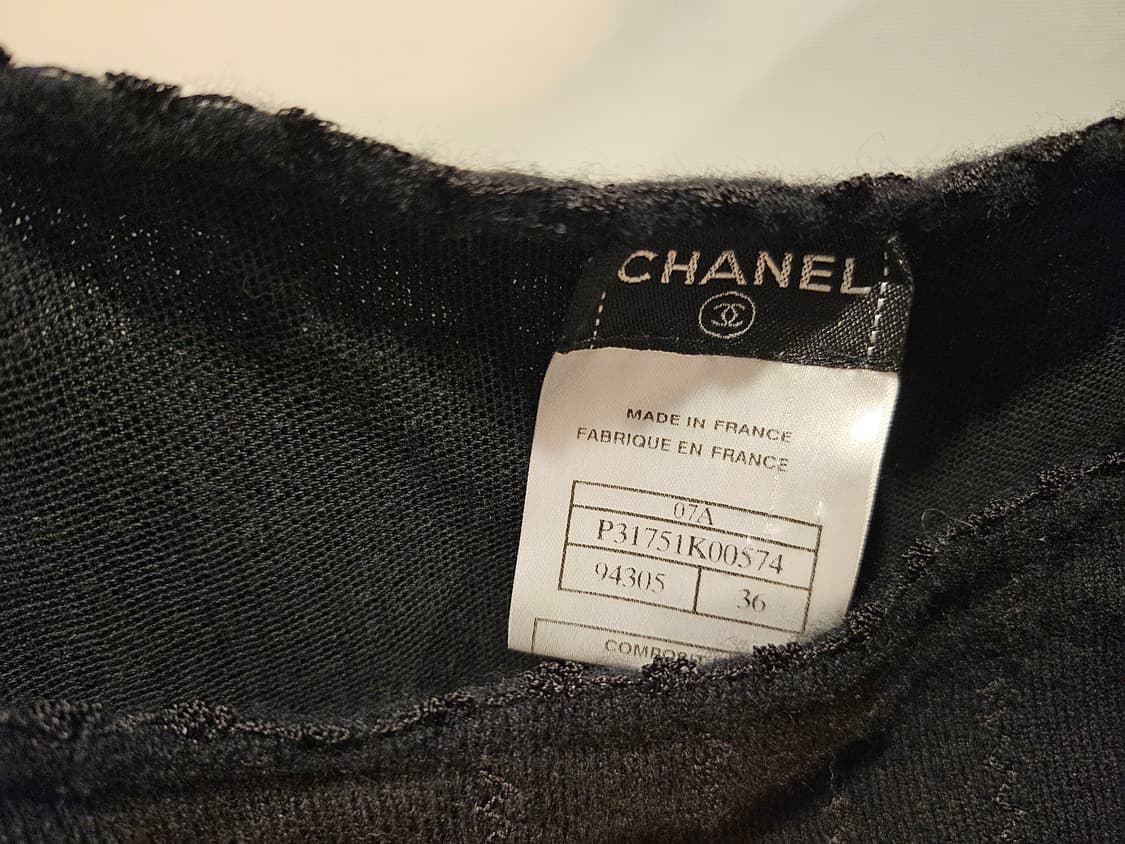 CHANEL
MADE IN FRANCE
FABRIQUE EN FRANCE
07A
P31751K00574
94305 36